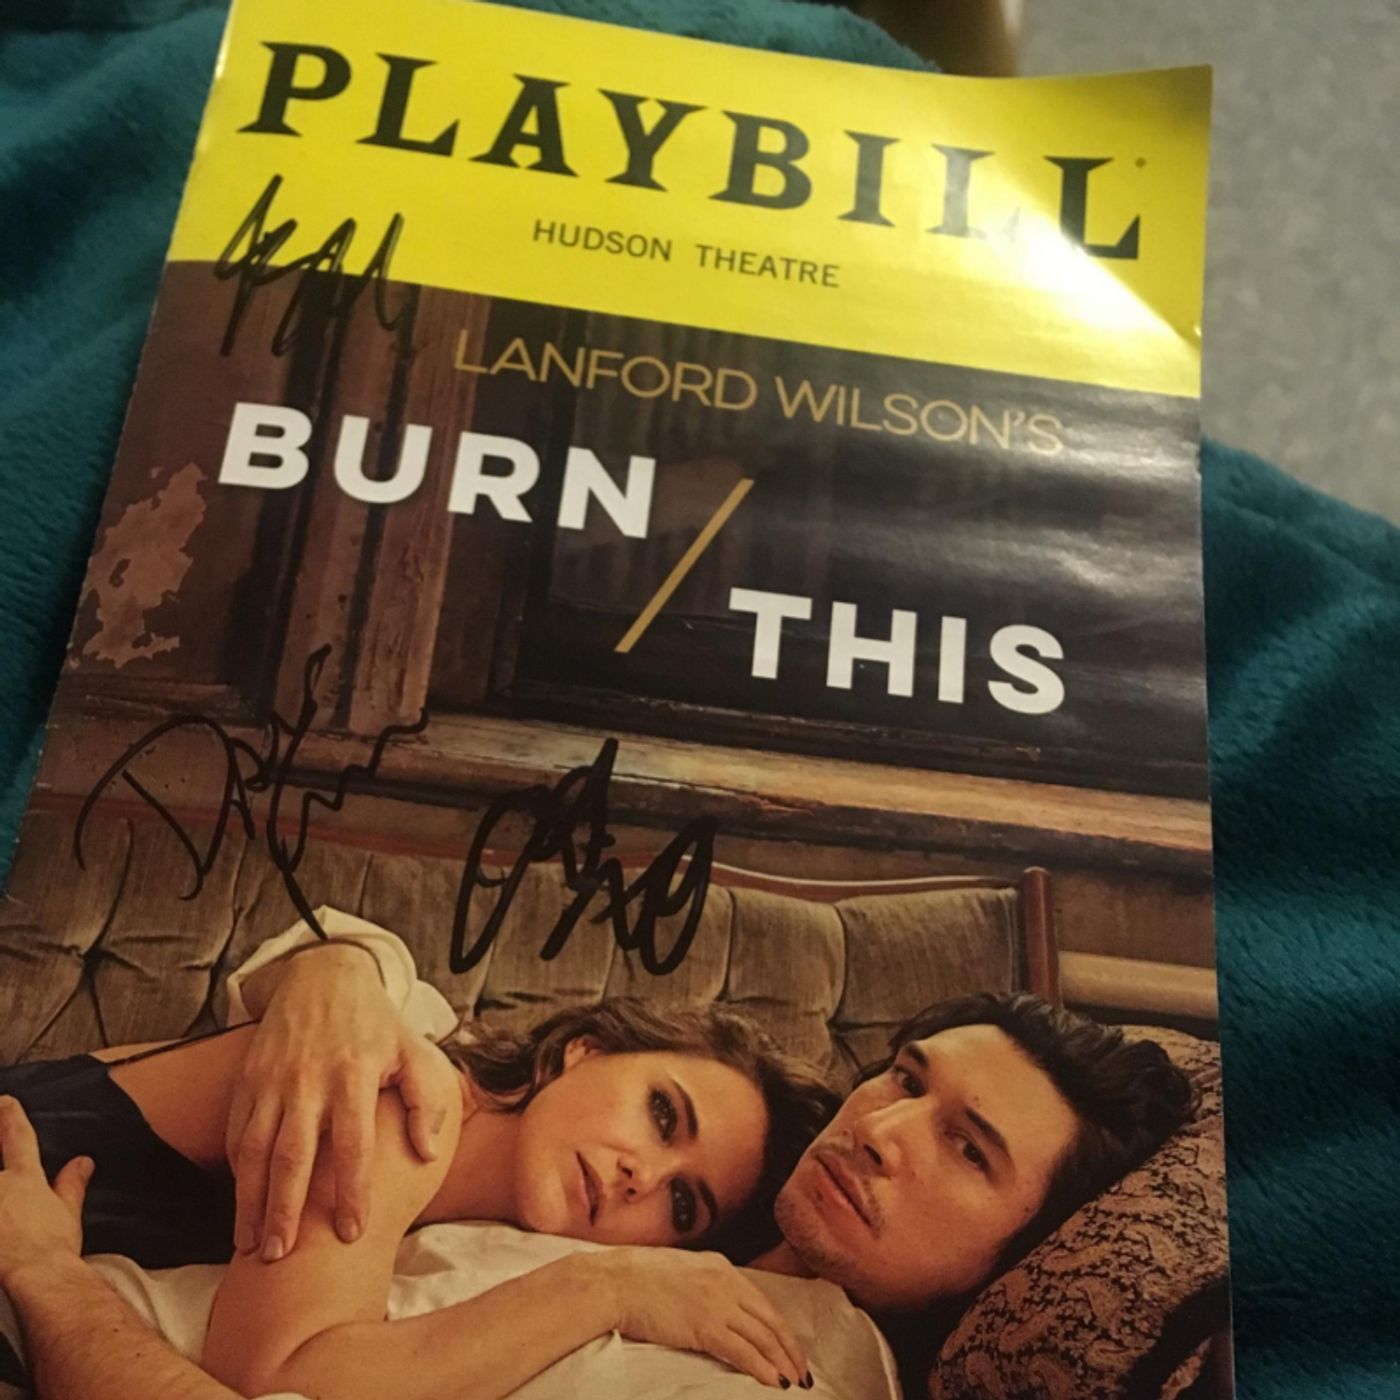 PLAYBILL
HUDSON THEATRE
LANFORD WILSON'S
BURN / THIS